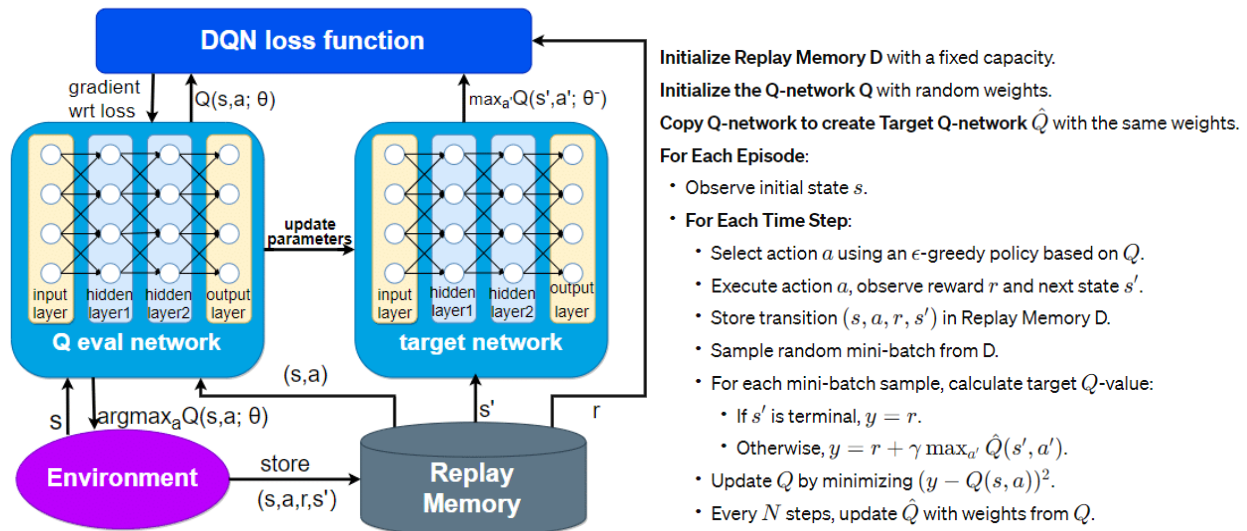 DQN loss function
gradient
wrt loss
Q(s,a; θ)
max_a'Q(s',a'; θ⁻)
input
layer
hidden
layer1
hidden
layer2
output
layer
Q eval network
update
parameters
input
layer
hidden
layer1
hidden
layer2
output
layer
target network
(s,a)
s
argmax_aQ(s,a; θ)
s'
r
Environment
store
(s,a,r,s')
Replay
Memory
Initialize Replay Memory D with a fixed capacity.
Initialize the Q-network Q with random weights.
Copy Q-network to create Target Q-network Q̂ with the same weights.
For Each Episode:
• Observe initial state s.
• For Each Time Step:
• Select action a using an ϵ-greedy policy based on Q.
• Execute action a, observe reward r and next state s′.
• Store transition (s, a, r, s′) in Replay Memory D.
• Sample random mini-batch from D.
• For each mini-batch sample, calculate target Q-value:
• If s′ is terminal, y = r.
• Otherwise, y = r + γ max_a′ Q̂(s′, a′).
• Update Q by minimizing (y − Q(s, a))².
• Every N steps, update Q̂ with weights from Q.